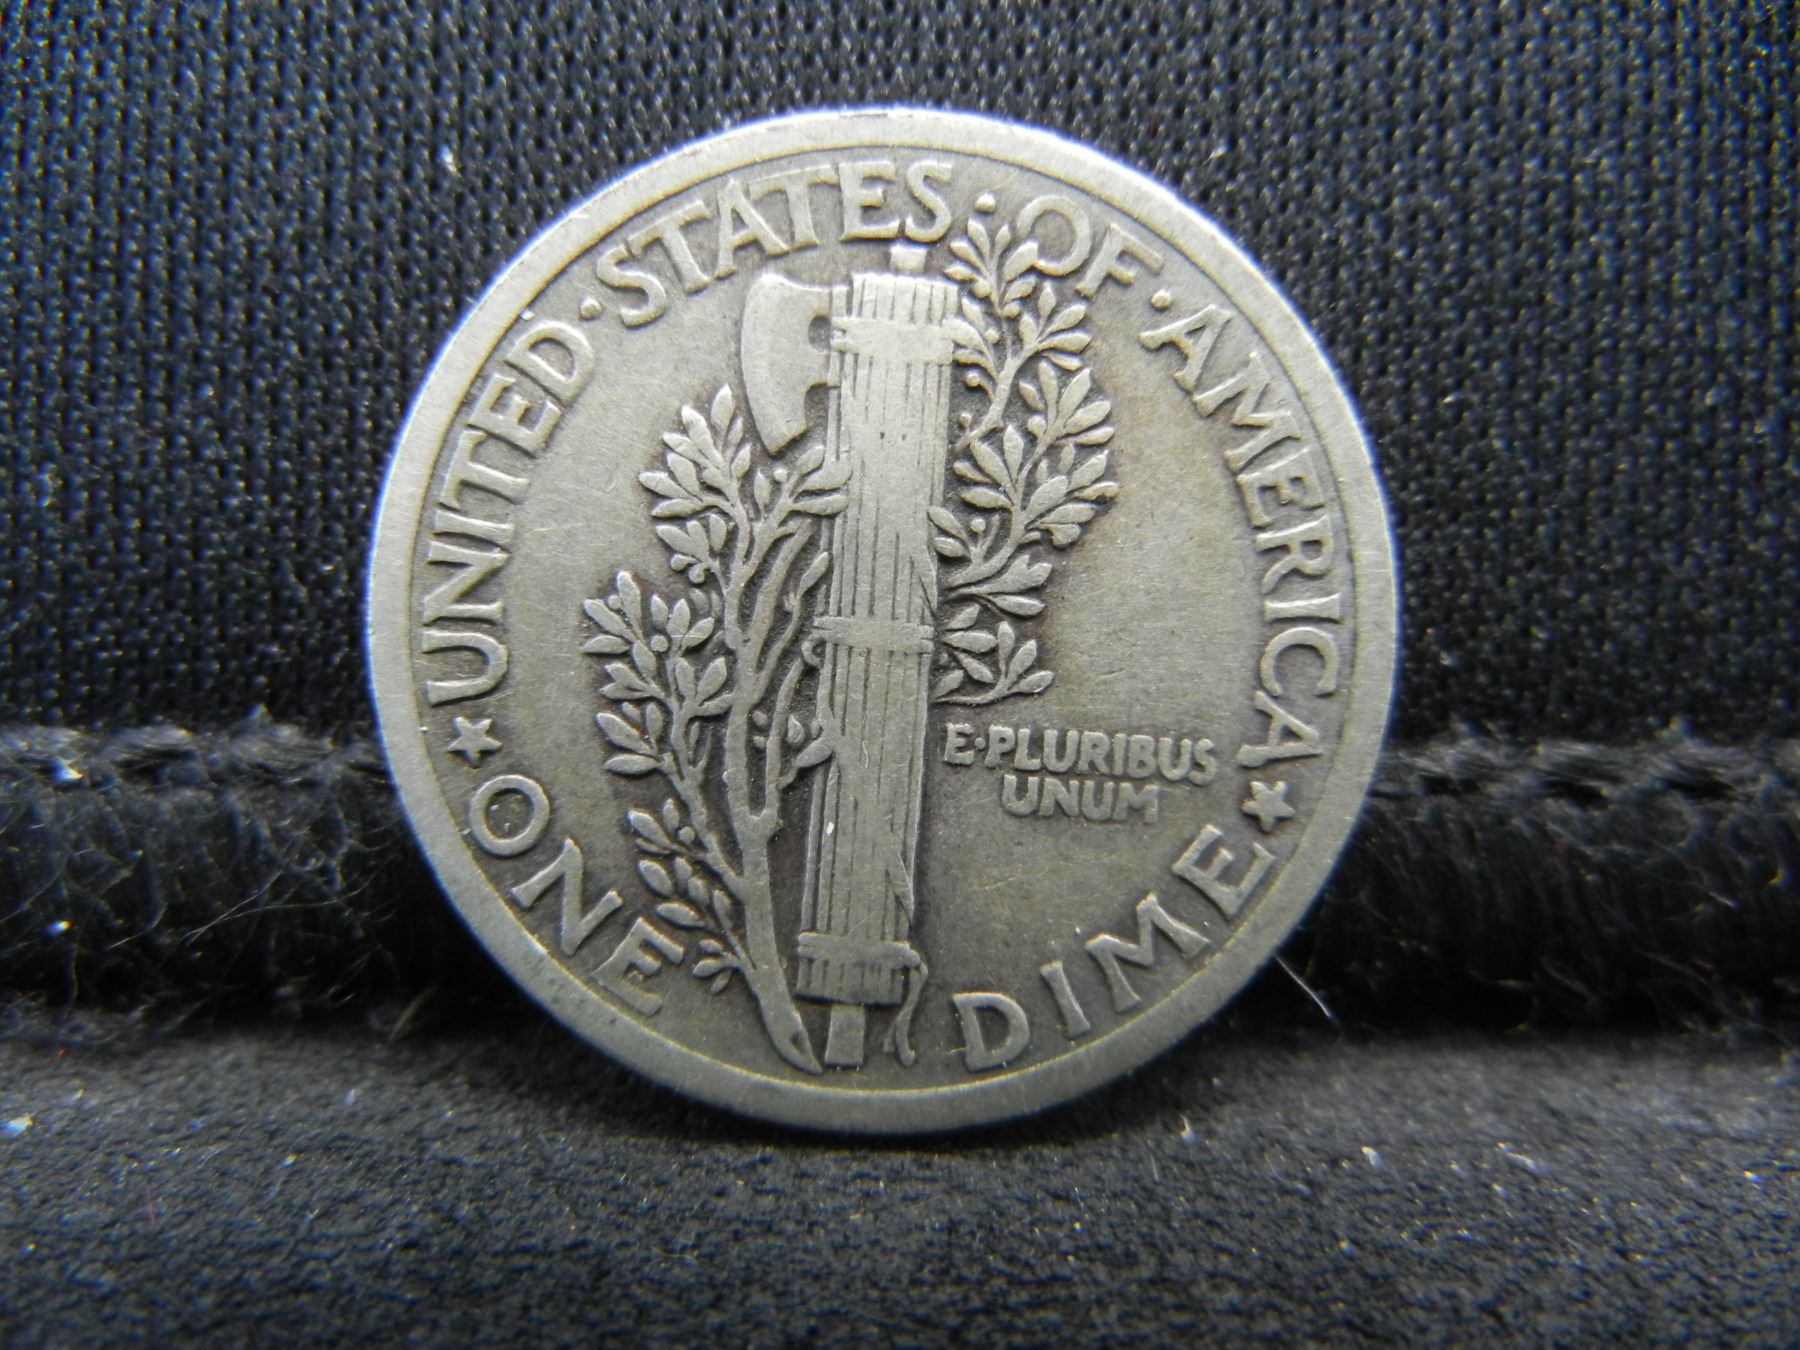 UNITED·STATES·OF·AMERICA
E·PLURIBUS
UNUM
ONE DIME